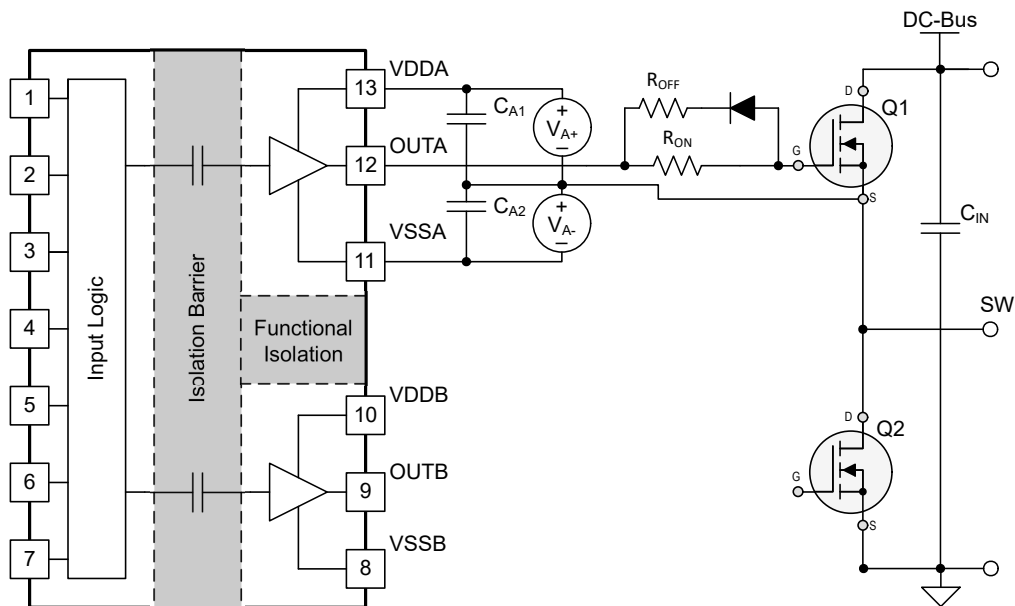 DC-Bus
1
2
3
4
5
6
7
Input Logic
Isolation Barrier
Functional
Isolation
VDDA
13
OUTA
12
VSSA
11
VDDB
10
OUTB
9
VSSB
8
CA1
CA2
+
VA+
–
+
VA-
–
ROFF
RON
D
Q1
G
S
CIN
SW
D
Q2
G
S